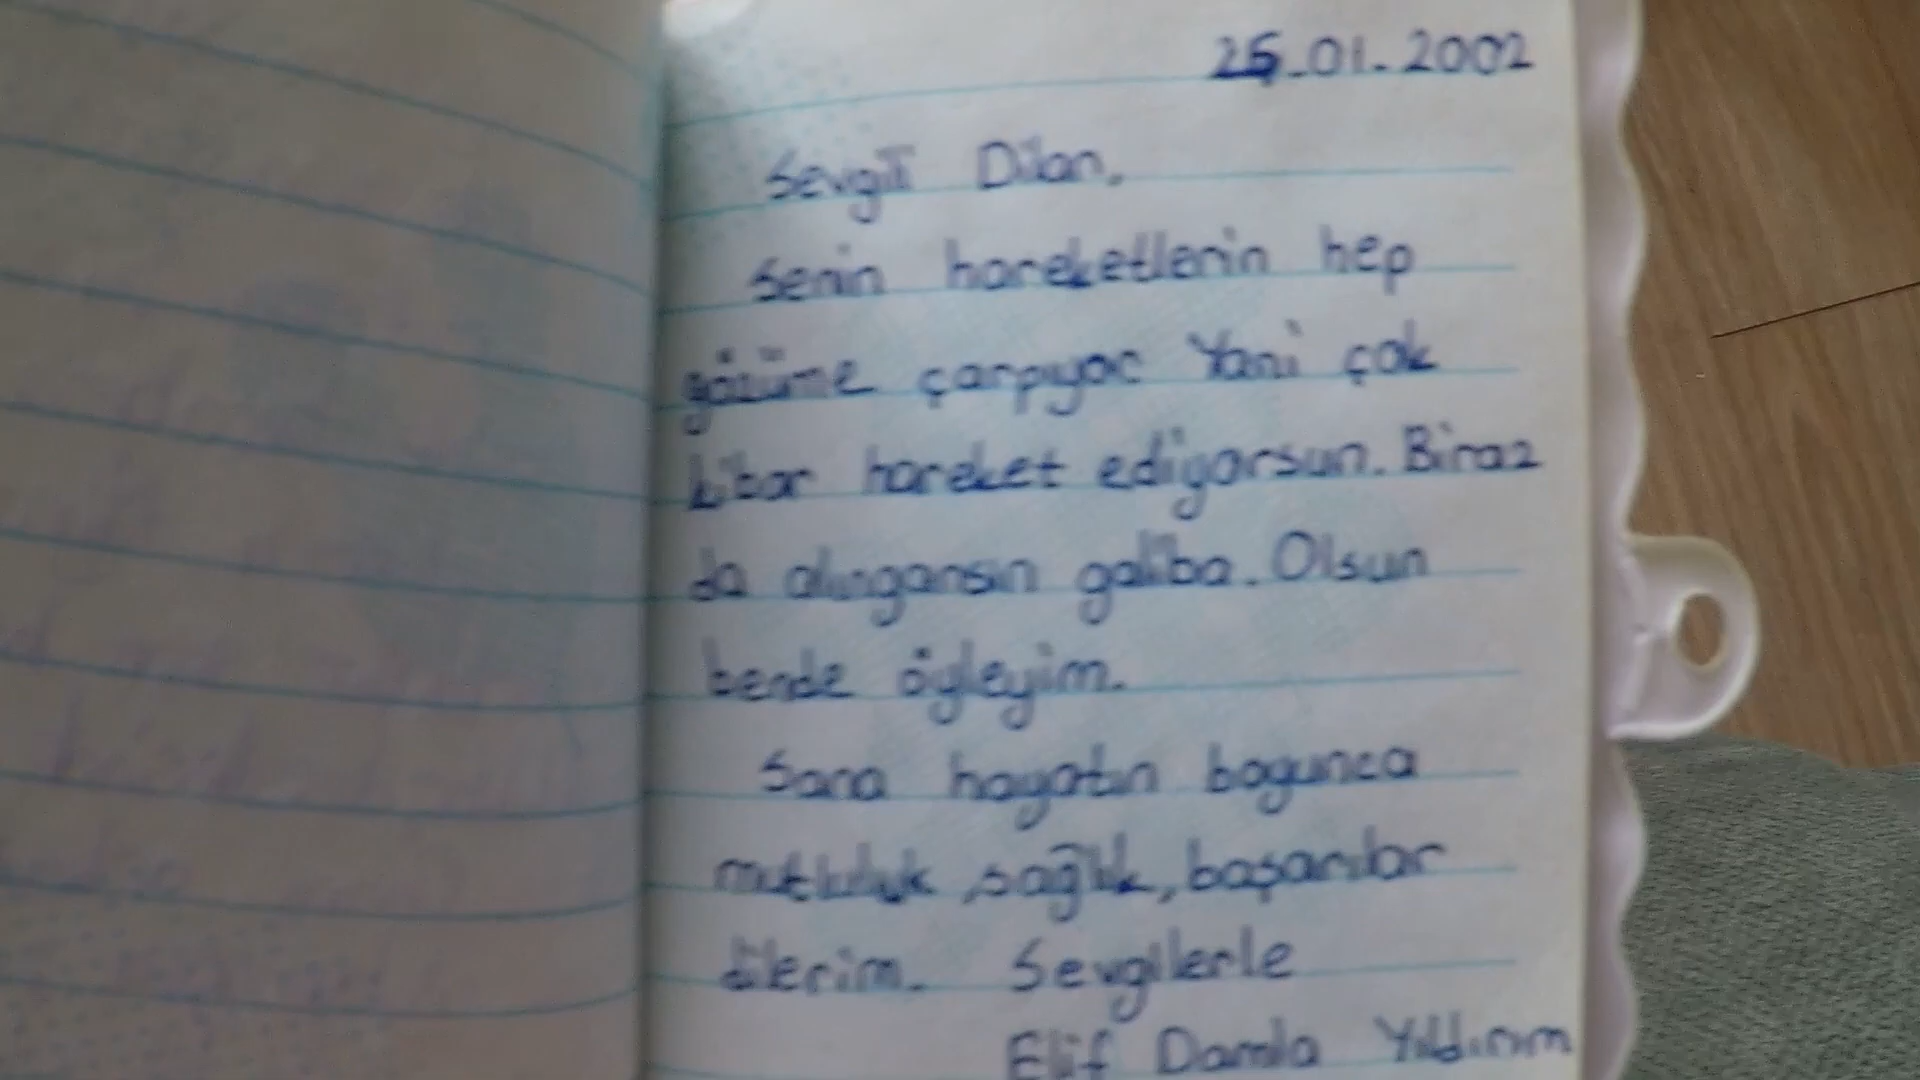 25.01.2002
Sevgili Dilan,
Senin hareketlerin hep
gözüme çarpıyor Yani çok
kibar hareket ediyorsun. Biraz
da alıngansın galiba. Olsun
bende öyleyim.
Sana hayatın boyunca
mutluluk, sağlık, başarılar
dilerim. Sevgilerle
Elif Damla Yıldırım